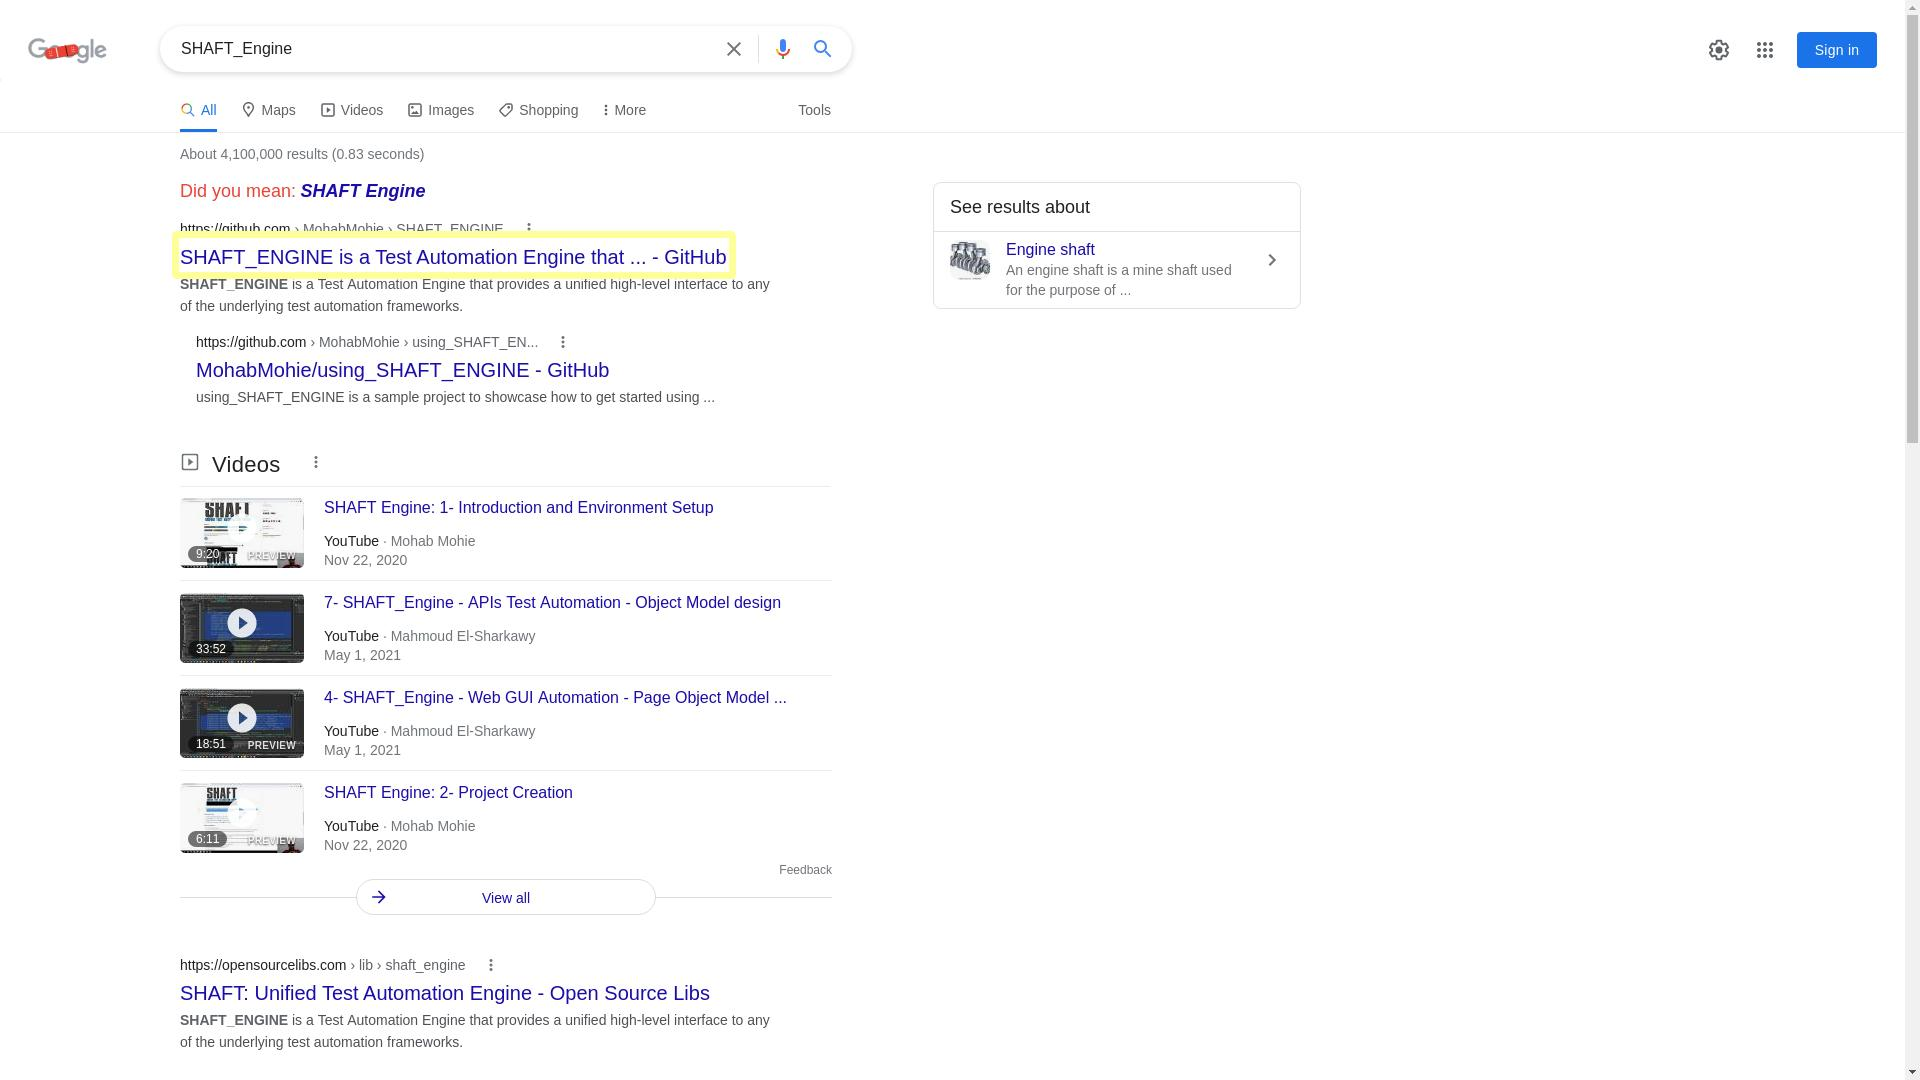 Google
SHAFT_Engine
Sign in
All
Maps
Videos
Images
Shopping
More
Tools
About 4,100,000 results (0.83 seconds)
Did you mean: SHAFT Engine
https://github.com › MohabMohie › SHAFT_ENGINE
SHAFT_ENGINE is a Test Automation Engine that ... - GitHub
SHAFT_ENGINE is a Test Automation Engine that provides a unified high-level interface to any
of the underlying test automation frameworks.
https://github.com › MohabMohie › using_SHAFT_EN...
MohabMohie/using_SHAFT_ENGINE - GitHub
using_SHAFT_ENGINE is a sample project to showcase how to get started using ...
See results about
Engine shaft
An engine shaft is a mine shaft used
for the purpose of ...
Videos
SHAFT
9:20
PREVIEW
SHAFT Engine: 1- Introduction and Environment Setup
YouTube · Mohab Mohie
Nov 22, 2020
33:52
7- SHAFT_Engine - APIs Test Automation - Object Model design
YouTube · Mahmoud El-Sharkawy
May 1, 2021
18:51
PREVIEW
4- SHAFT_Engine - Web GUI Automation - Page Object Model ...
YouTube · Mahmoud El-Sharkawy
May 1, 2021
SHAFT
6:11
PREVIEW
SHAFT Engine: 2- Project Creation
YouTube · Mohab Mohie
Nov 22, 2020
Feedback
View all
https://opensourcelibs.com › lib › shaft_engine
SHAFT: Unified Test Automation Engine - Open Source Libs
SHAFT_ENGINE is a Test Automation Engine that provides a unified high-level interface to any
of the underlying test automation frameworks.